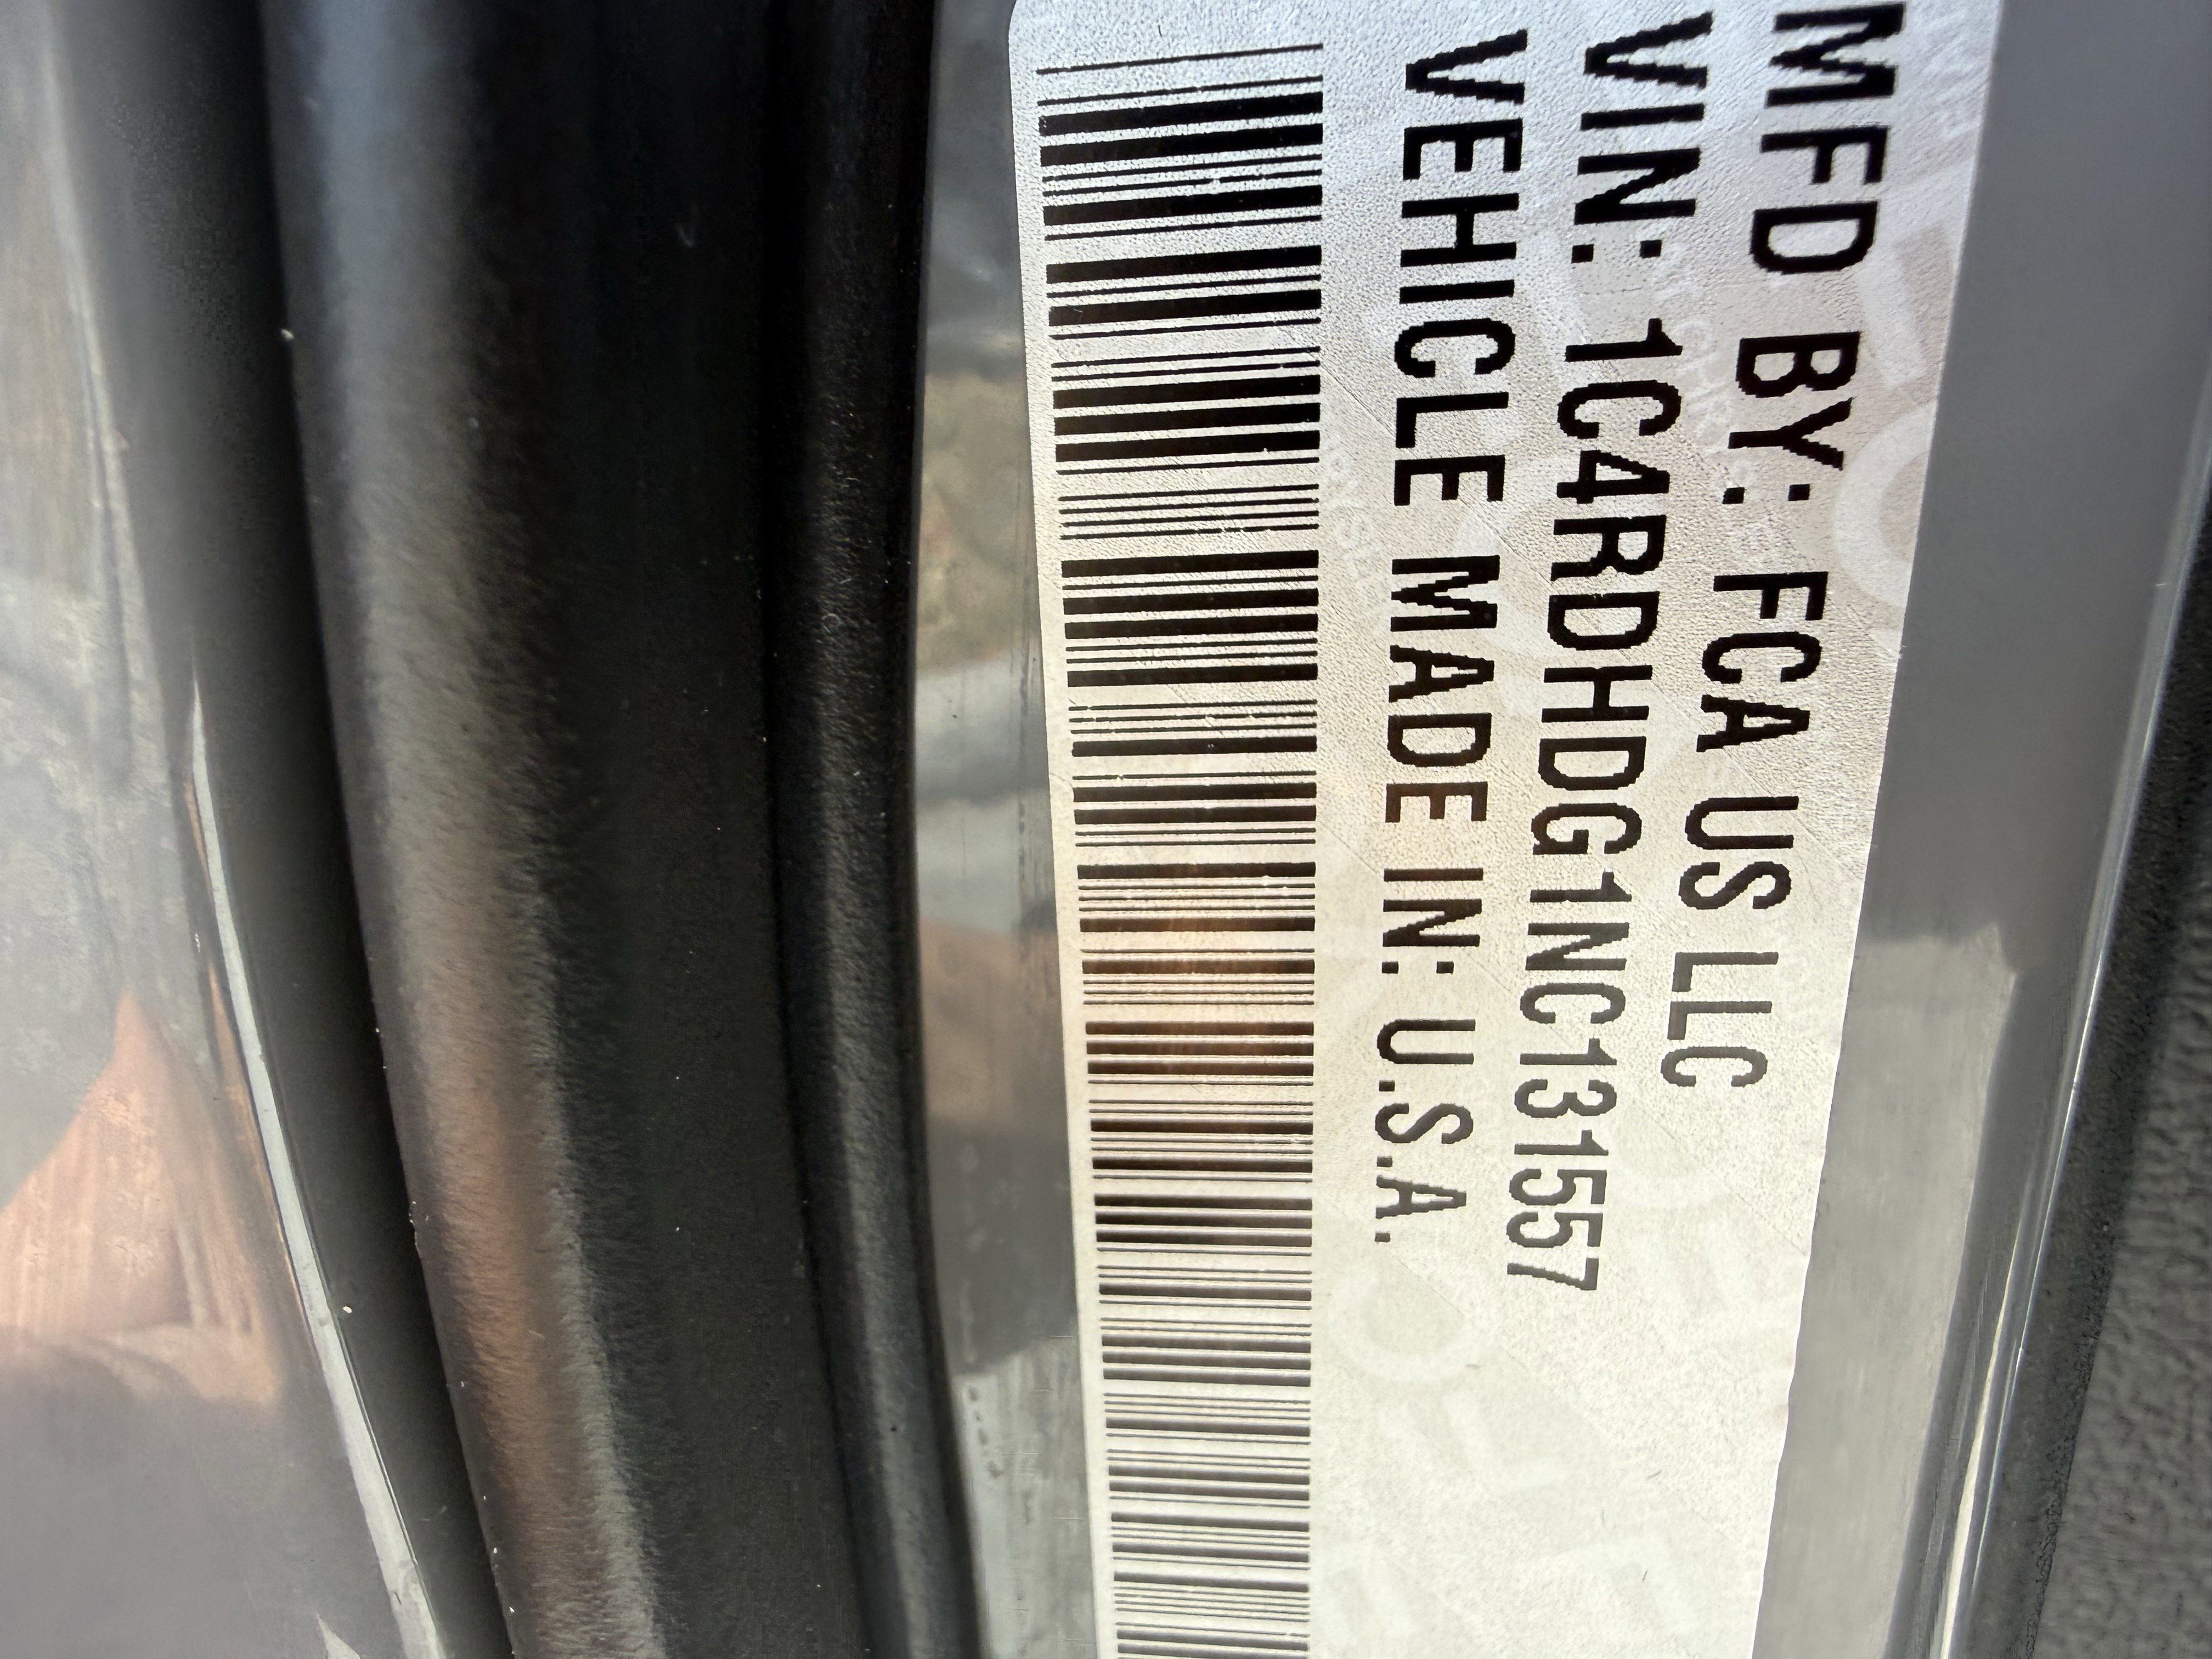 MFD BY: FCA US LLC
VIN: 1C4RDHDG1NC131557
VEHICLE MADE IN: U.S.A.